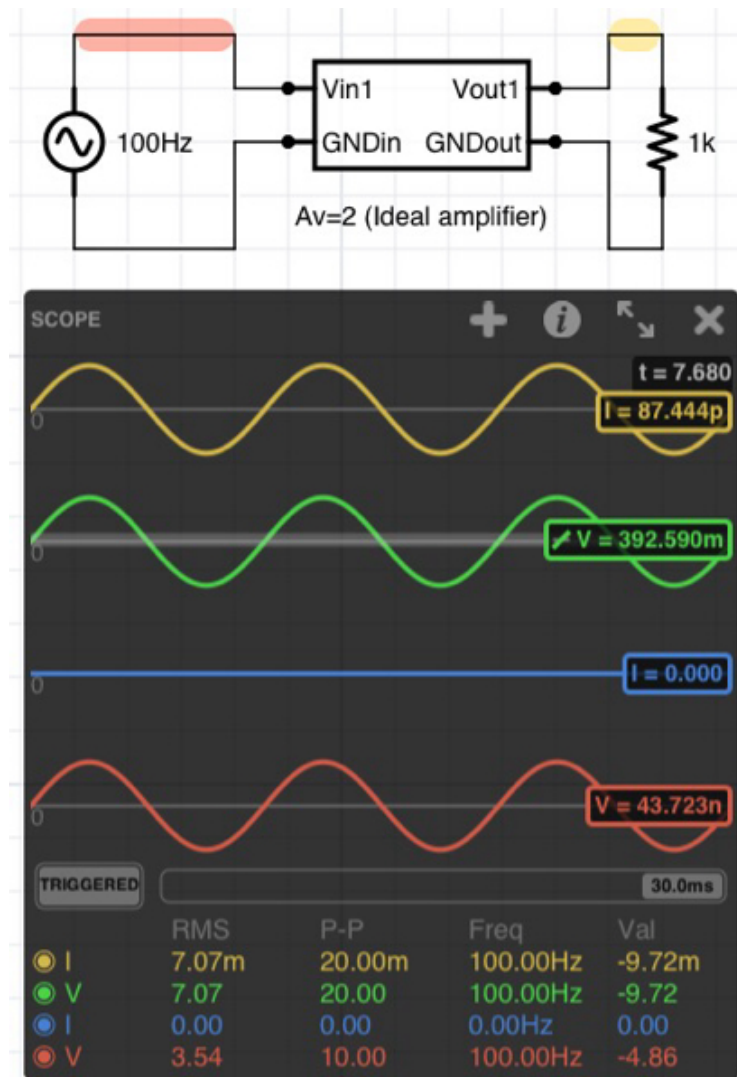 Vin1 Vout1
100Hz GNDin GNDout 1k
Av=2 (Ideal amplifier)
SCOPE
t = 7.680
0 I = 87.444p
0 V = 392.590m
0 I = 0.000
0 V = 43.723n
TRIGGERED 30.0ms
RMS P-P Freq Val
I 7.07m 20.00m 100.00Hz -9.72m
V 7.07 20.00 100.00Hz -9.72
I 0.00 0.00 0.00Hz 0.00
V 3.54 10.00 100.00Hz -4.86